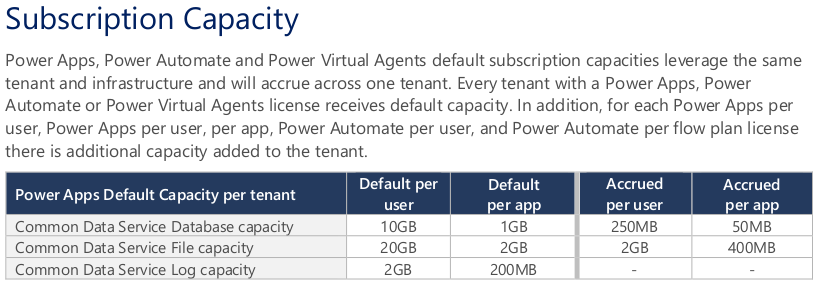 Subscription Capacity
Power Apps, Power Automate and Power Virtual Agents default subscription capacities leverage the same
tenant and infrastructure and will accrue across one tenant. Every tenant with a Power Apps, Power
Automate or Power Virtual Agents license receives default capacity. In addition, for each Power Apps per
user, Power Apps per user, per app, Power Automate per user, and Power Automate per flow plan license
there is additional capacity added to the tenant.
Power Apps Default Capacity per tenant | Default per user | Default per app | Accrued per user | Accrued per app
Common Data Service Database capacity | 10GB | 1GB | 250MB | 50MB
Common Data Service File capacity | 20GB | 2GB | 2GB | 400MB
Common Data Service Log capacity | 2GB | 200MB | - | -